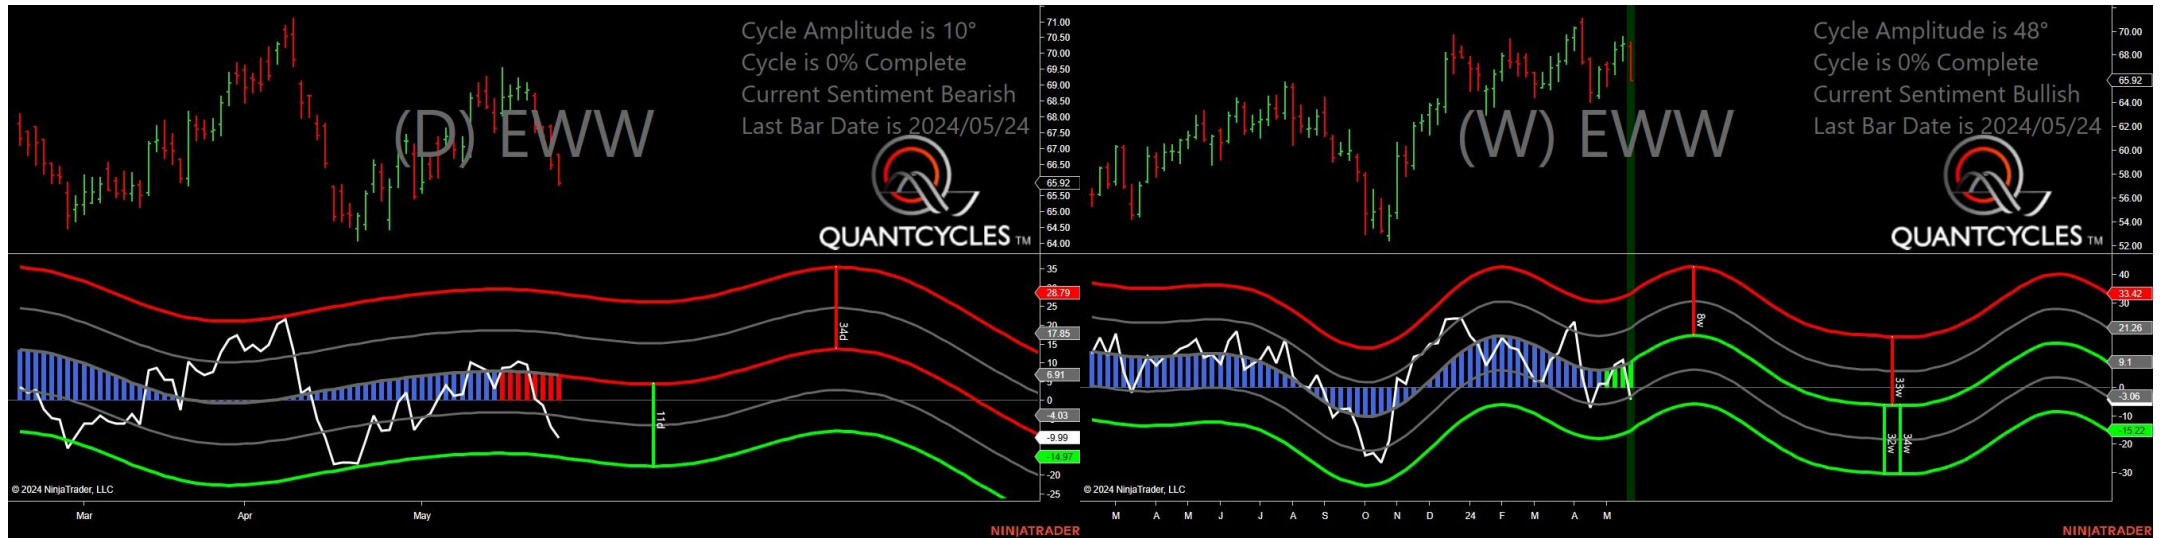 Cycle Amplitude is 10°
Cycle is 0% Complete
Current Sentiment Bearish
Last Bar Date is 2024/05/24
(D) EWW
QUANTCYCLES TM
71.00
70.50
70.00
69.50
69.00
68.50
68.00
67.50
67.00
66.50
65.92
65.50
65.00
64.50
64.00
35
28.79
25
20
17.85
15
10
6.91
5
0
-4.03
-9.99
-14.97
-20
-25
34d
11d
© 2024 NinjaTrader, LLC
Mar
Apr
May
NINJATRADER
Cycle Amplitude is 48°
Cycle is 0% Complete
Current Sentiment Bullish
Last Bar Date is 2024/05/24
(W) EWW
QUANTCYCLES TM
70.00
68.00
65.92
64.00
62.00
60.00
58.00
56.00
54.00
52.00
40
33.42
30
21.26
9.1
0
-3.06
-10
-15.22
-20
-30
8w
33w
32w
34w
© 2024 NinjaTrader, LLC
M A M J J A S O N D 24 F M A M
NINJATRADER